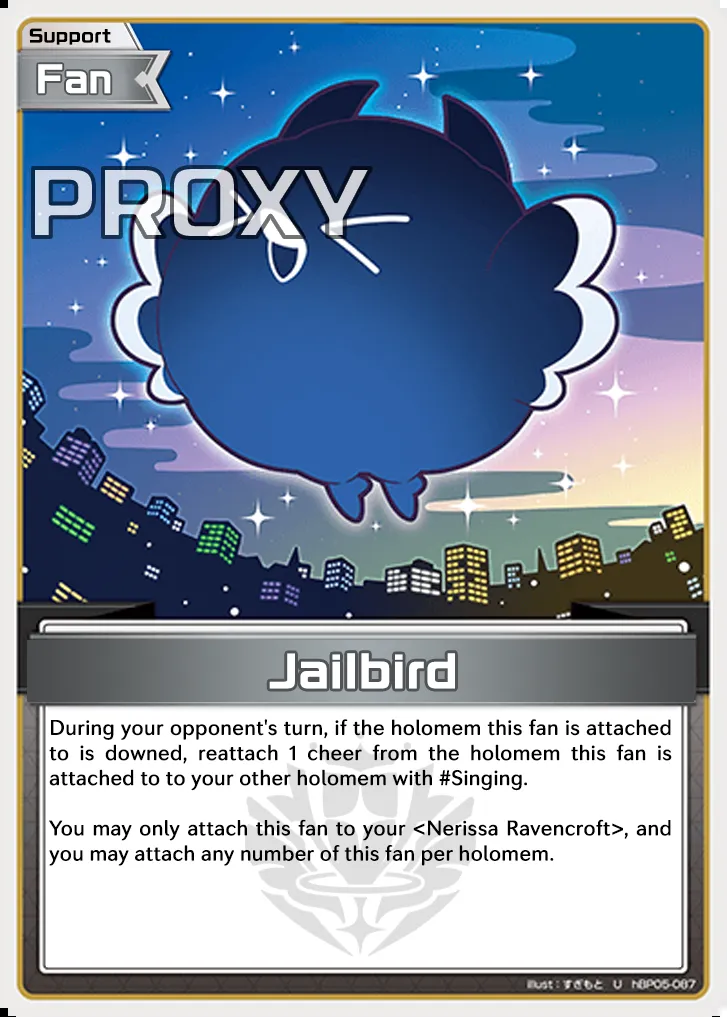 Support
Fan
PROXY
Jailbird
During your opponent's turn, if the holomem this fan is attached
to is downed, reattach 1 cheer from the holomem this fan is
attached to to your other holomem with #Singing.
You may only attach this fan to your <Nerissa Ravencroft>, and
you may attach any number of this fan per holomem.
illust : すぎもと U hBP05-087